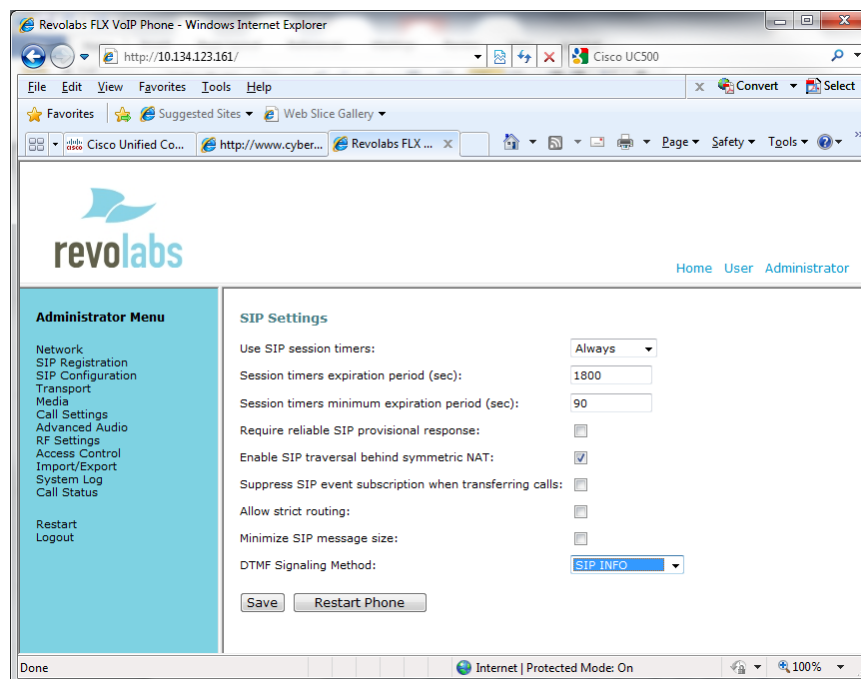 Revolabs FLX VoIP Phone - Windows Internet Explorer
http://10.134.123.161/
Cisco UC500
File Edit View Favorites Tools Help
x Convert Select
Favorites Suggested Sites Web Slice Gallery
Cisco Unified Co... http://www.cyber... Revolabs FLX ... x Page Safety Tools »
revolabs
Home User Administrator
Administrator Menu
Network
SIP Registration
SIP Configuration
Transport
Media
Call Settings
Advanced Audio
RF Settings
Access Control
Import/Export
System Log
Call Status
Restart
Logout
SIP Settings
Use SIP session timers: Always
Session timers expiration period (sec): 1800
Session timers minimum expiration period (sec): 90
Require reliable SIP provisional response:
Enable SIP traversal behind symmetric NAT:
Suppress SIP event subscription when transferring calls:
Allow strict routing:
Minimize SIP message size:
DTMF Signaling Method: SIP INFO
Save Restart Phone
Done Internet | Protected Mode: On 100%